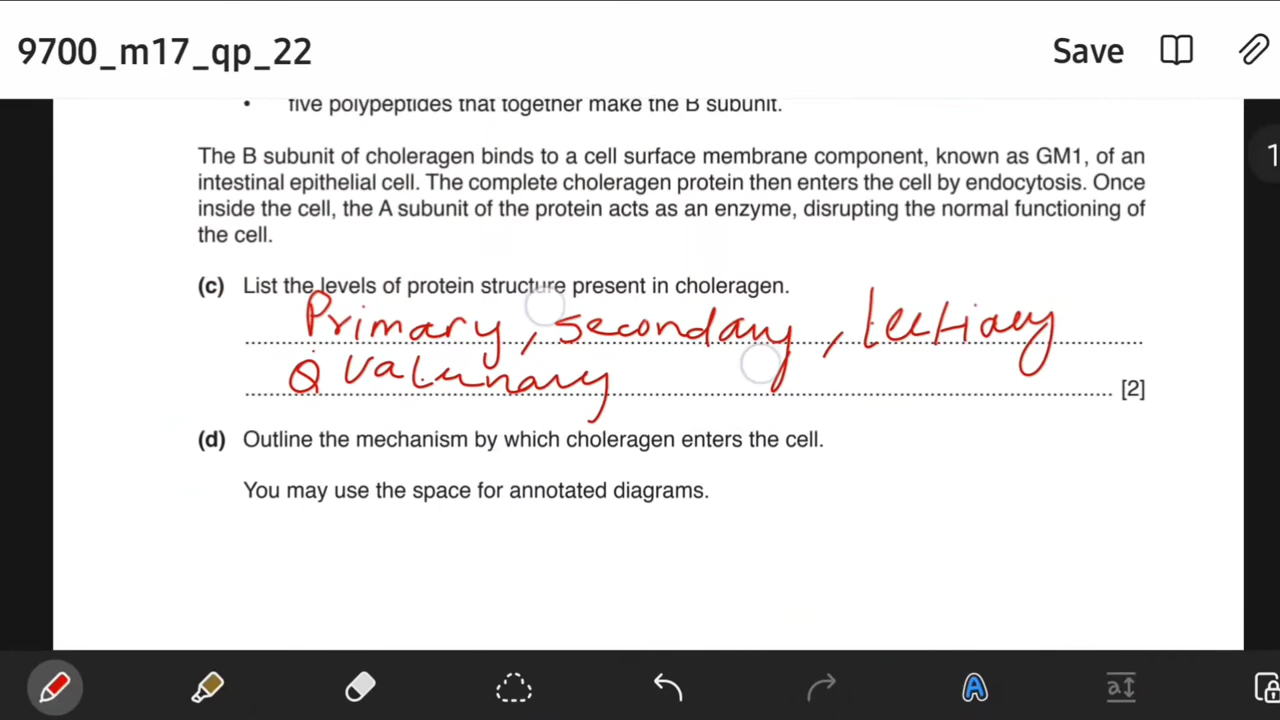 9700_m17_qp_22
Save
• five polypeptides that together make the B subunit.
The B subunit of choleragen binds to a cell surface membrane component, known as GM1, of an
intestinal epithelial cell. The complete choleragen protein then enters the cell by endocytosis. Once
inside the cell, the A subunit of the protein acts as an enzyme, disrupting the normal functioning of
the cell.
(c) List the levels of protein structure present in choleragen.
Primary, secondary, tertiary
Quaternary
[2]
(d) Outline the mechanism by which choleragen enters the cell.
You may use the space for annotated diagrams.
1
A
a